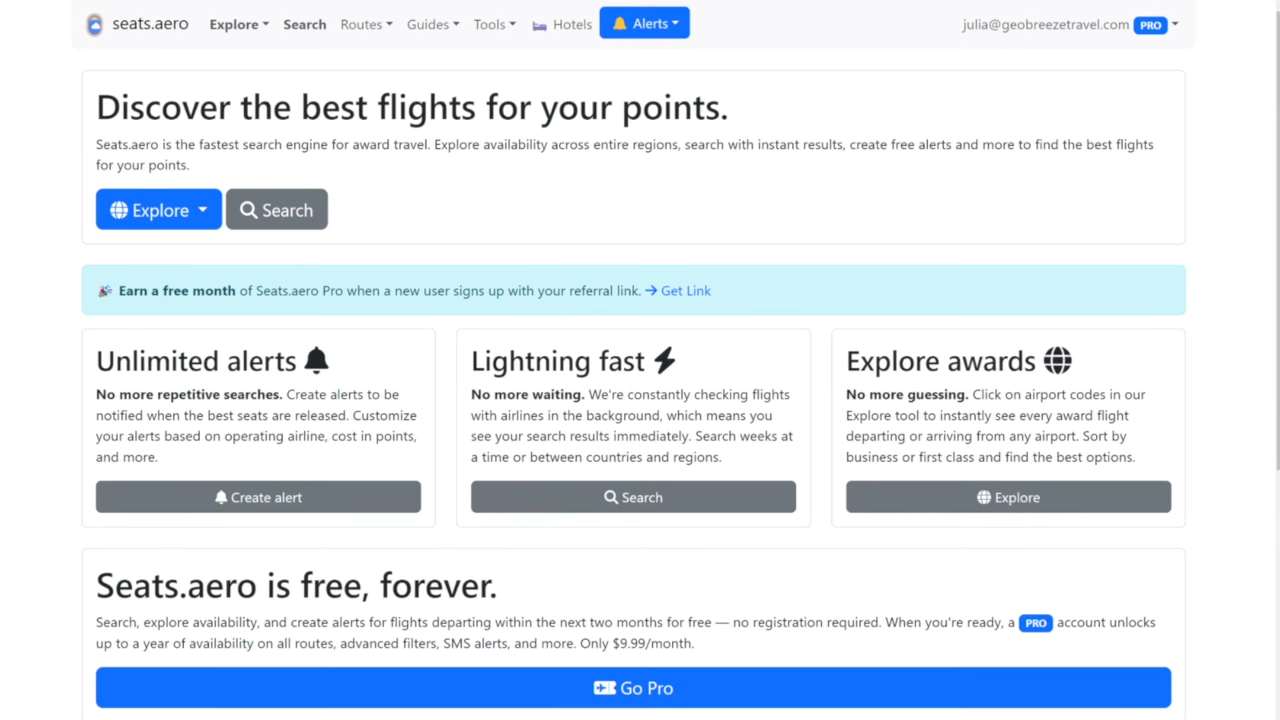 seats.aero Explore Search Routes Guides Tools Hotels Alerts julia@geobreezetravel.com PRO
Discover the best flights for your points.
Seats.aero is the fastest search engine for award travel. Explore availability across entire regions, search with instant results, create free alerts and more to find the best flights
for your points.
Explore Search
Earn a free month of Seats.aero Pro when a new user signs up with your referral link. → Get Link
Unlimited alerts
No more repetitive searches. Create alerts to be
notified when the best seats are released. Customize
your alerts based on operating airline, cost in points,
and more.
Create alert
Lightning fast
No more waiting. We're constantly checking flights
with airlines in the background, which means you
see your search results immediately. Search weeks at
a time or between countries and regions.
Search
Explore awards
No more guessing. Click on airport codes in our
Explore tool to instantly see every award flight
departing or arriving from any airport. Sort by
business or first class and find the best options.
Explore
Seats.aero is free, forever.
Search, explore availability, and create alerts for flights departing within the next two months for free — no registration required. When you're ready, a PRO account unlocks
up to a year of availability on all routes, advanced filters, SMS alerts, and more. Only $9.99/month.
Go Pro